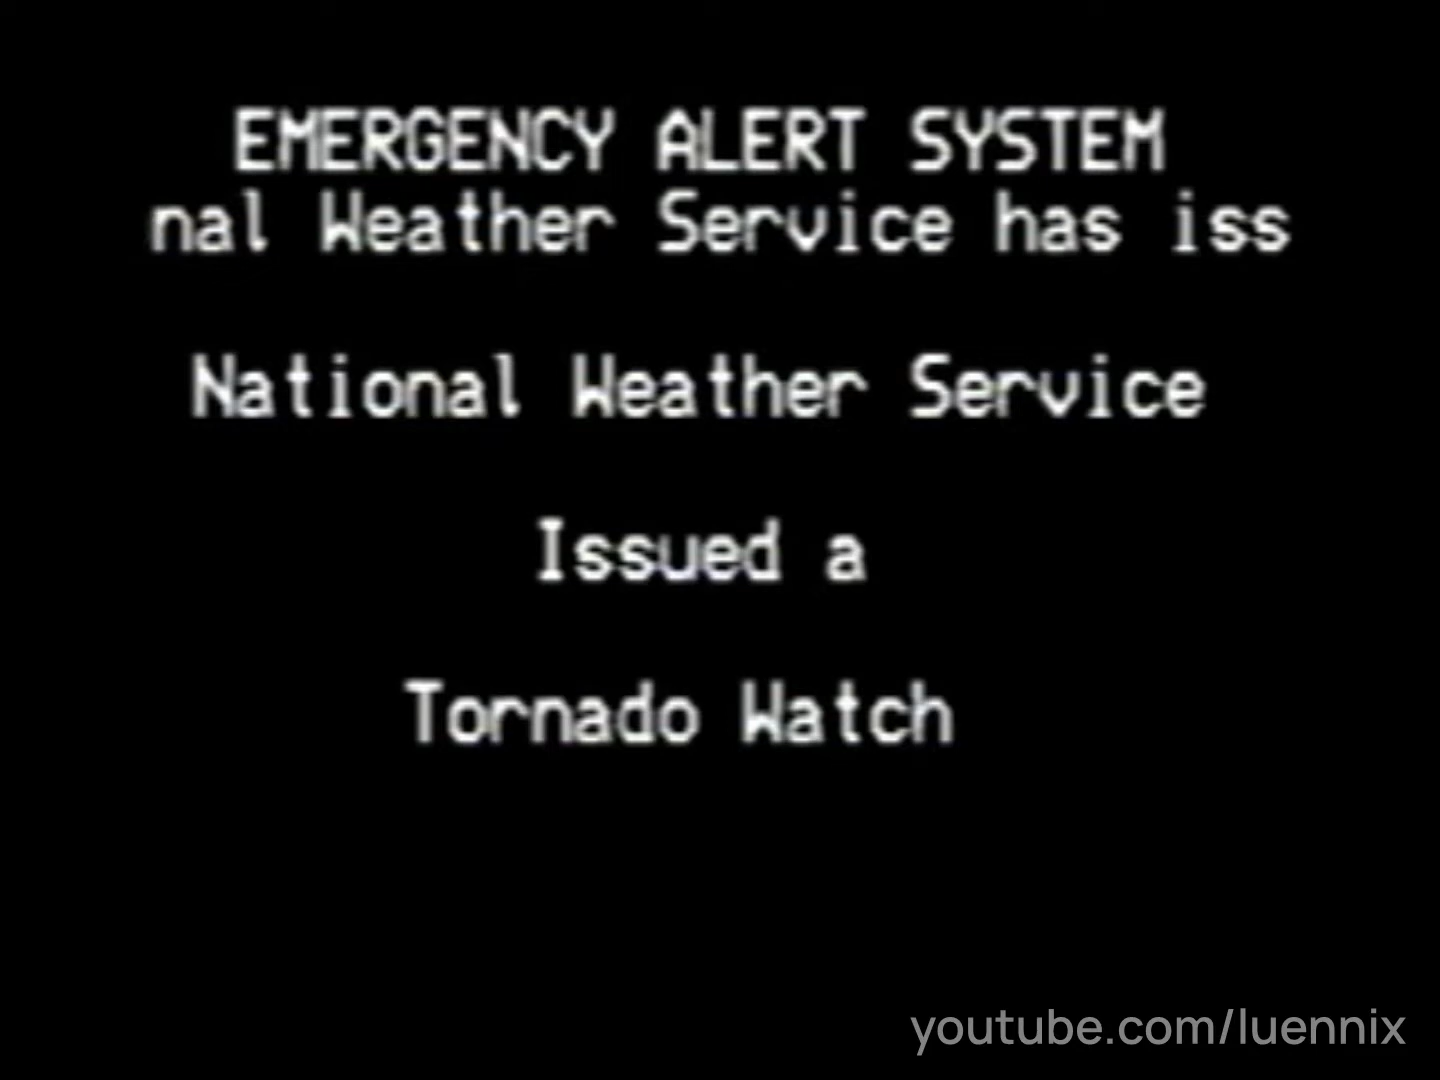 EMERGENCY ALERT SYSTEM
nal Weather Service has iss
National Weather Service
Issued a
Tornado Watch
youtube.com/luennix